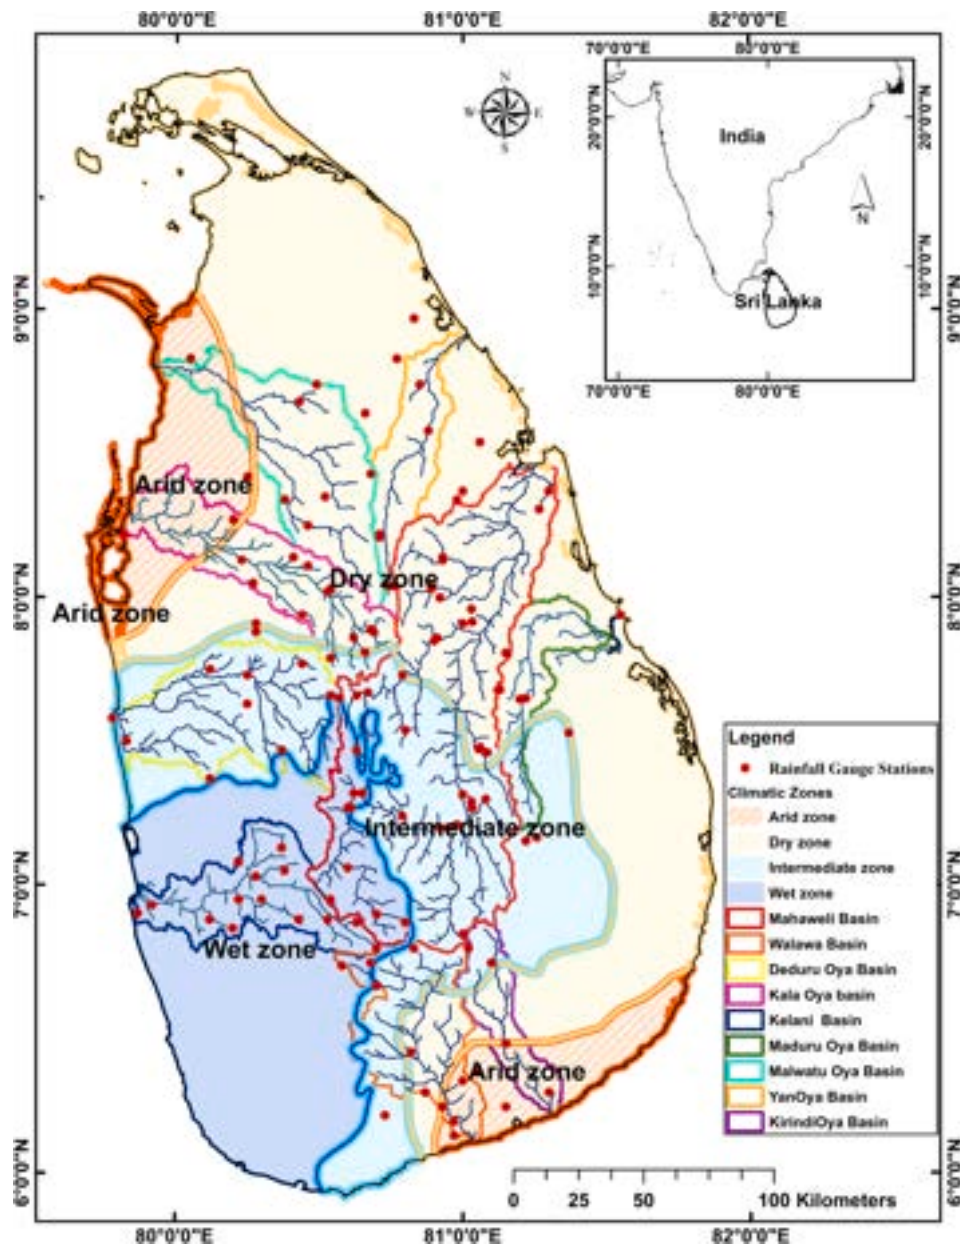 80°0'0"E 81°0'0"E 82°0'0"E
70°0'0"E 80°0'0"E
N
W E
S
20°0'0"N 20°0'0"N
India
N
10°0'0"N 10°0'0"N
Sri Lanka
70°0'0"E 80°0'0"E
9°0'0"N 9°0'0"N
Arid zone
Dry zone
Arid zone
8°0'0"N 8°0'0"N
Legend
Rainfall Gauge Stations
Climatic Zones
Arid zone
Dry zone
Intermediate zone
Wet zone
Mahaweli Basin
Walawa Basin
Deduru Oya Basin
Kala Oya basin
Kelani Basin
Maduru Oya Basin
Malwatu Oya Basin
YanOya Basin
KirindiOya Basin
Intermediate zone
7°0'0"N 7°0'0"N
Wet zone
Arid zone
6°0'0"N 6°0'0"N
0 25 50 100 Kilometers
80°0'0"E 81°0'0"E 82°0'0"E